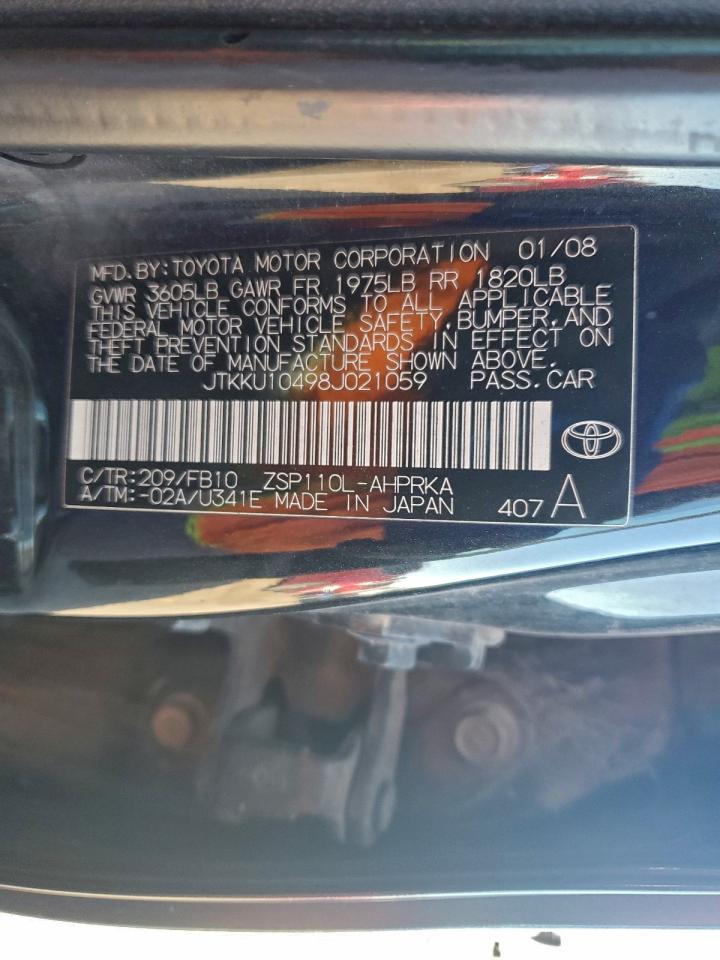 MFD. BY: TOYOTA MOTOR CORPORATION 01/08
GVWR 3605LB GAWR FR 1975LB RR 1820LB
THIS VEHICLE CONFORMS TO ALL APPLICABLE
FEDERAL MOTOR VEHICLE SAFETY, BUMPER, AND
THEFT PREVENTION STANDARDS IN EFFECT ON
THE DATE OF MANUFACTURE SHOWN ABOVE.
JTKKU10498J021059 PASS. CAR
C/TR: 209/FB10 ZSP110L-AHPRKA
A/TM: -02A/U341E MADE IN JAPAN 407 A